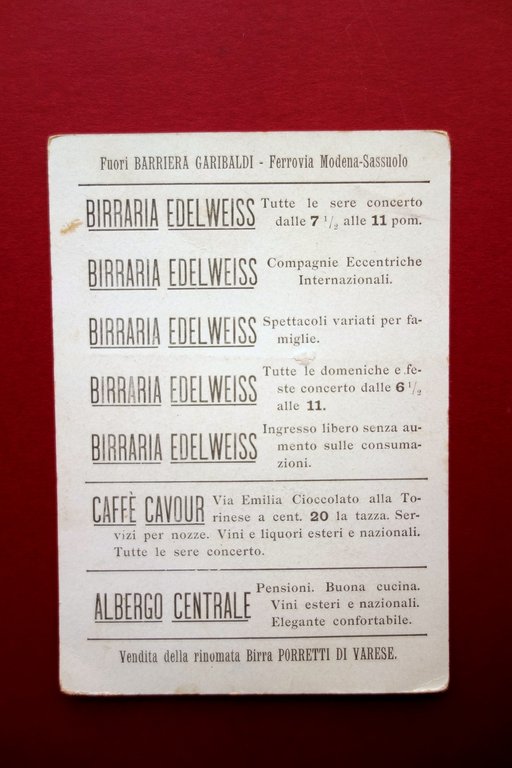 Fuori BARRIERA GARIBALDI - Ferrovia Modena-Sassuolo
BIRRARIA EDELWEISS Tutte le sere concerto
dalle 7 1/2 alle 11 pom.
BIRRARIA EDELWEISS Compagnie Eccentriche
Internazionali.
BIRRARIA EDELWEISS Spettacoli variati per fa-
miglie.
BIRRARIA EDELWEISS Tutte le domeniche e fe-
ste concerto dalle 6 1/2
alle 11.
BIRRARIA EDELWEISS Ingresso libero senza au-
mento sulle consuma-
zioni.
CAFFÈ CAVOUR Via Emilia Cioccolato alla To-
rinese a cent. 20 la tazza. Ser-
vizi per nozze. Vini e liquori esteri e nazionali.
Tutte le sere concerto.
ALBERGO CENTRALE Pensioni. Buona cucina.
Vini esteri e nazionali.
Elegante confortabile.
Vendita della rinomata Birra PORRETTI DI VARESE.